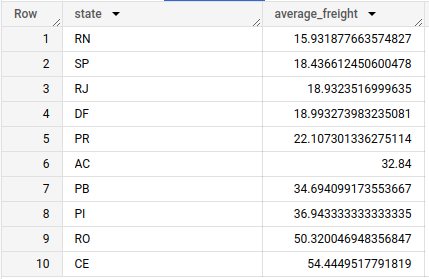 Row state average_freight
1 RN 15.931877663574827
2 SP 18.436612450600478
3 RJ 18.9323516999635
4 DF 18.993273983235081
5 PR 22.107301336275114
6 AC 32.84
7 PB 34.694099173553667
8 PI 36.943333333333335
9 RO 50.320046948356847
10 CE 54.4449517791819